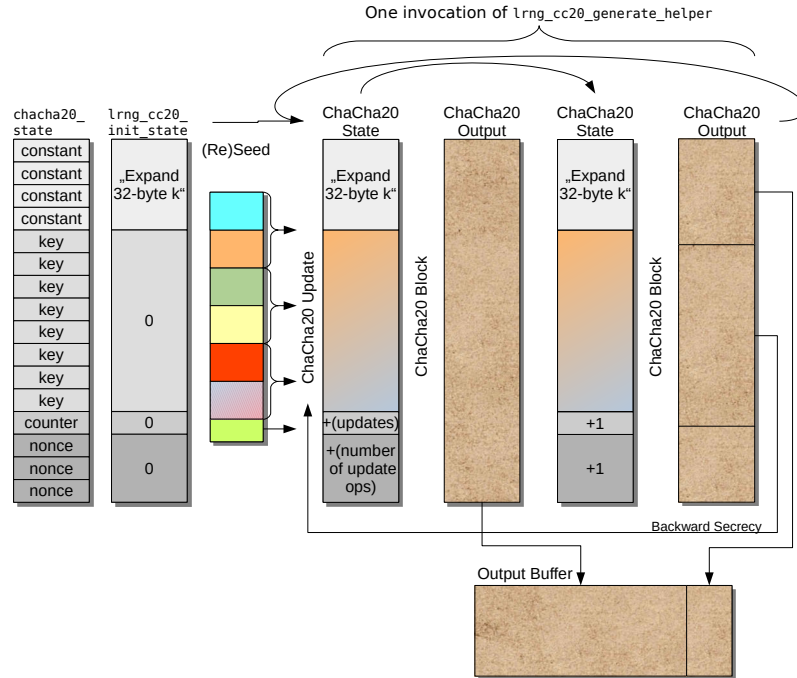 One invocation of lrng_cc20_generate_helper
chacha20_
state
lrng_cc20_
init_state
(Re)Seed
ChaCha20
State
ChaCha20
Output
ChaCha20
State
ChaCha20
Output
constant
constant
constant
constant
key
key
key
key
key
key
key
key
counter
nonce
nonce
nonce
„Expand
32-byte k“
0
0
0
ChaCha20 Update
„Expand
32-byte k“
+(updates)
+(number
of update
ops)
ChaCha20 Block
„Expand
32-byte k“
+1
+1
ChaCha20 Block
Backward Secrecy
Output Buffer